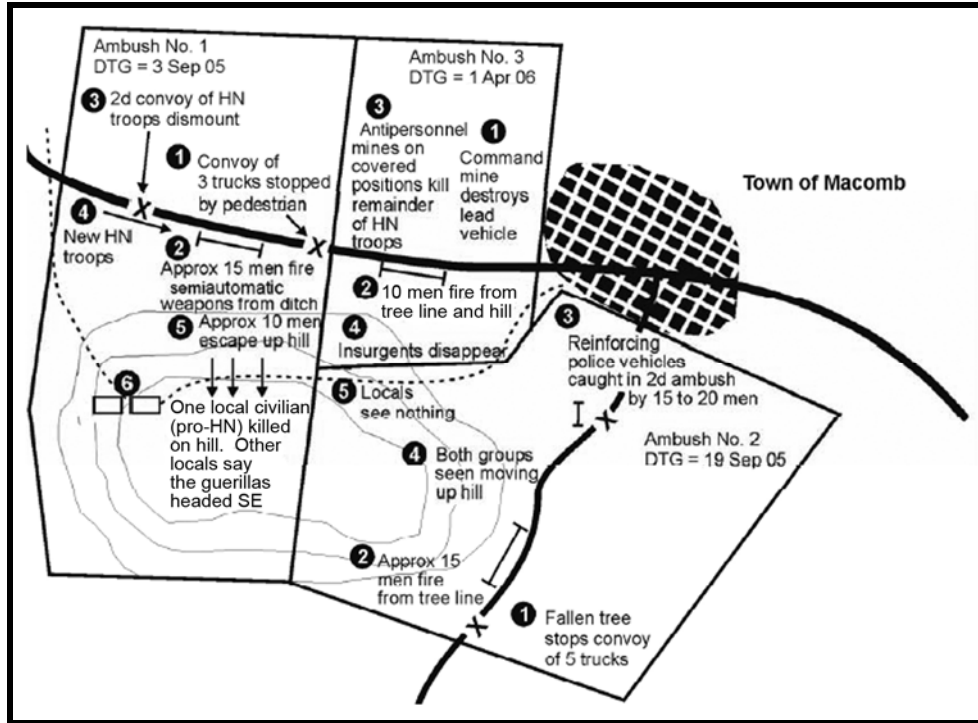 Ambush No. 1
DTG = 3 Sep 05
3 2d convoy of HN
troops dismount
1 Convoy of
3 trucks stopped
by pedestrian
4
New HN
troops
2
Approx 15 men fire
semiautomatic
weapons from ditch
5 Approx 10 men
escape up hill
6
One local civilian
(pro-HN) killed
on hill. Other
locals say
the guerillas
headed SE
Ambush No. 3
DTG = 1 Apr 06
3
Antipersonnel
mines on
covered
positions kill
remainder
of HN
troops
1
Command
mine
destroys
lead
vehicle
2 10 men fire from
tree line and hill
4
Insurgents disappear
5 Locals
see nothing
Town of Macomb
3
Reinforcing
police vehicles
caught in 2d ambush
by 15 to 20 men
Ambush No. 2
DTG = 19 Sep 05
4 Both groups
seen moving
up hill
2 Approx 15
men fire
from tree line
1 Fallen tree
stops convoy
of 5 trucks